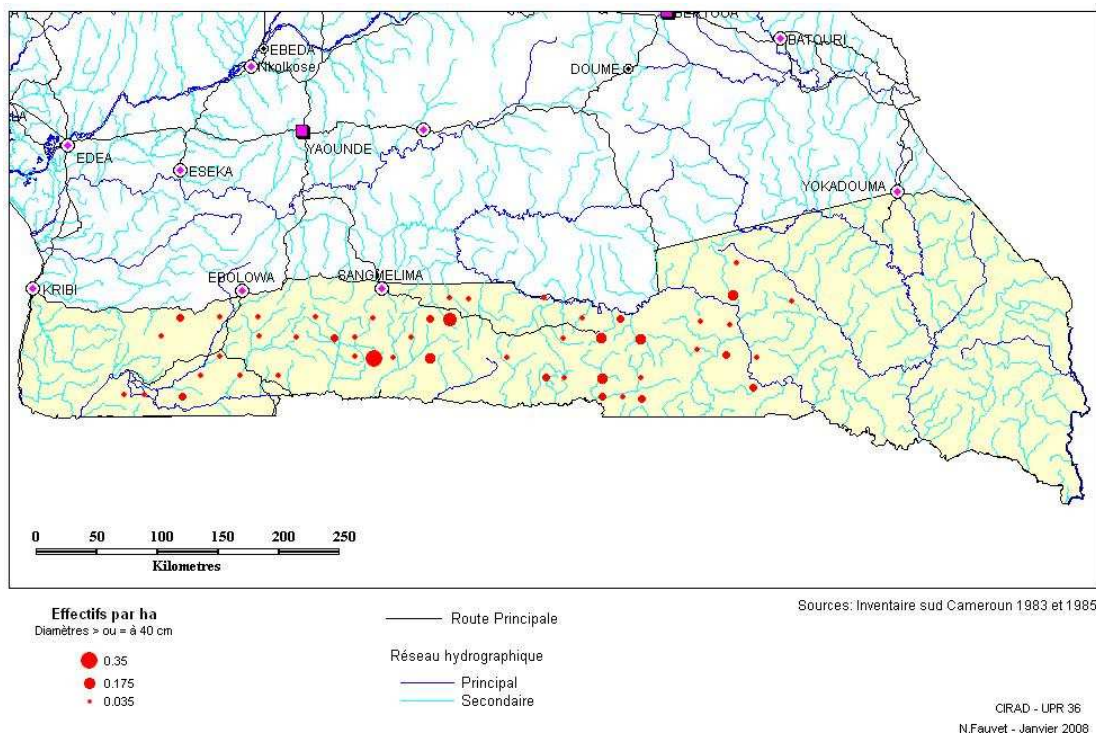 BERTOUA
EBEDA
BATOURI
Nkolkose
DOUME
LA
YAOUNDE
EDEA
ESEKA
YOKADOUMA
EBOLOWA
SANGMELIMA
KRIBI
0 50 100 150 200 250
Kilometres
Effectifs par ha
Diamètres > ou = à 40 cm
0.35
0.175
0.035
Route Principale
Réseau hydrographique
Principal
Secondaire
Sources: Inventaire sud Cameroun 1983 et 1985
CIRAD - UPR 36
N.Fauvet - Janvier 2008